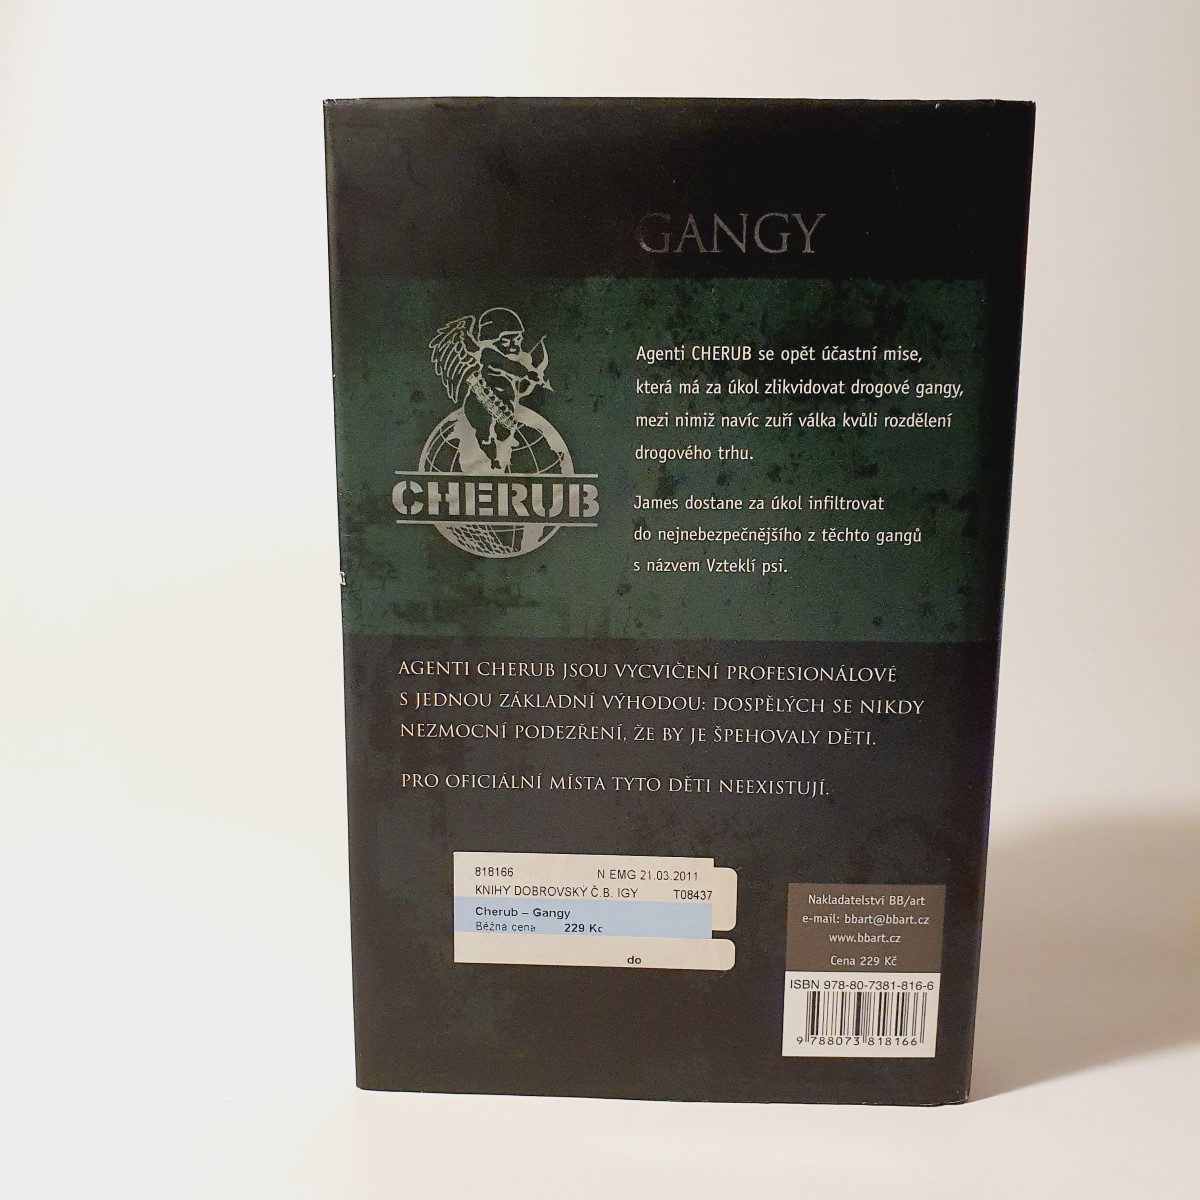 GANGY
CHERUB
Agenti CHERUB se opět účastní mise,
která má za úkol zlikvidovat drogové gangy,
mezi nimiž navíc zuří válka kvůli rozdělení
drogového trhu.
James dostane za úkol infiltrovat
do nejnebezpečnějšího z těchto gangů
s názvem Vzteklí psi.
AGENTI CHERUB JSOU VYCVIČENÍ PROFESIONÁLOVÉ
S JEDNOU ZÁKLADNÍ VÝHODOU: DOSPĚLÝCH SE NIKDY
NEZMOCNÍ PODEZŘENÍ, ŽE BY JE ŠPEHOVALY DĚTI.
PRO OFICIÁLNÍ MÍSTA TYTO DĚTI NEEXISTUJÍ.
818166 N EMG 21.03.2011
KNIHY DOBROVSKÝ Č.B. IGY T08437
Cherub – Gangy
Běžná cena 229 Kč
do
Nakladatelství BB/art
e-mail: bbart@bbart.cz
www.bbart.cz
Cena 229 Kč
ISBN 978-80-7381-816-6
9 788073 818166